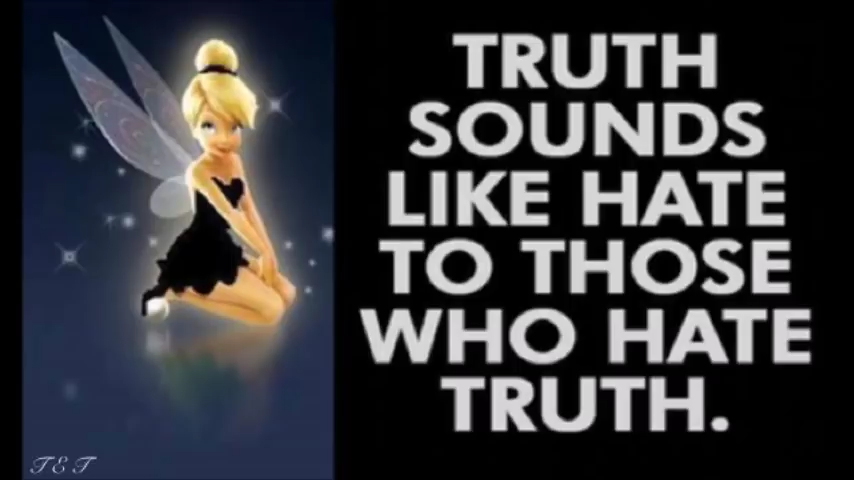 TRUTH
SOUNDS
LIKE HATE
TO THOSE
WHO HATE
TRUTH.
T&T